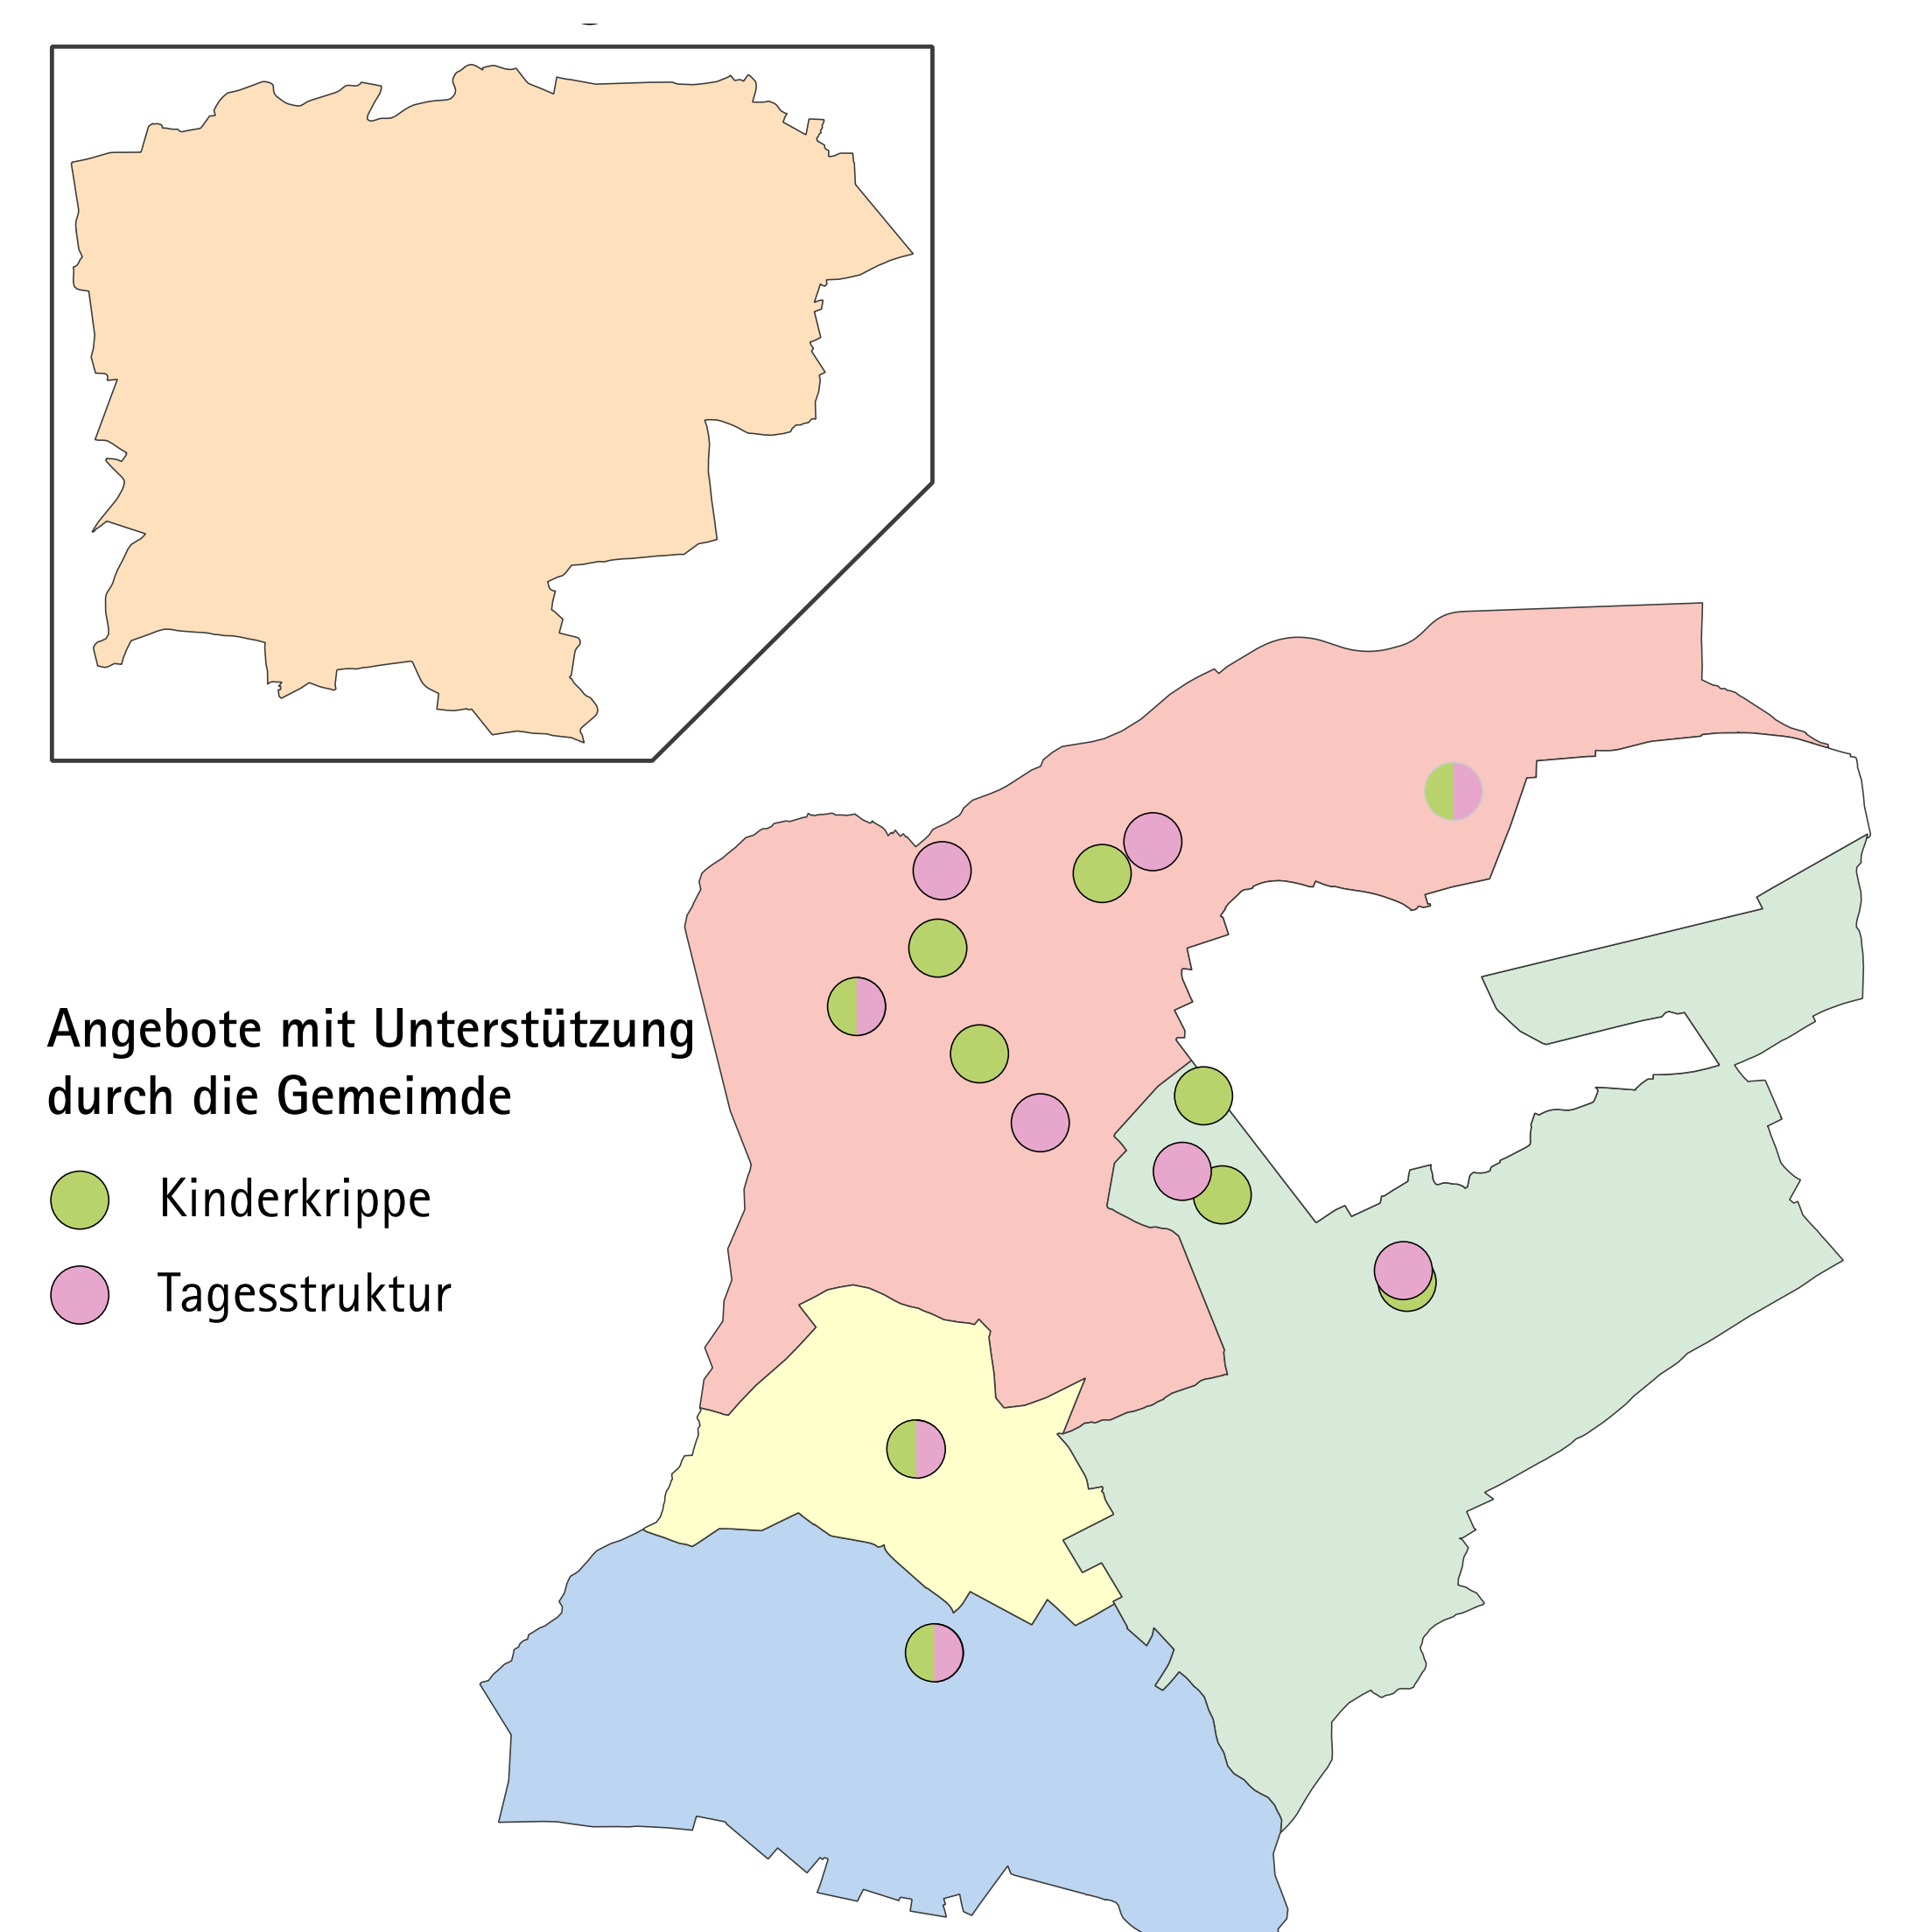 Angebote mit Unterstützung
durch die Gemeimde
Kinderkrippe
Tagesstruktur